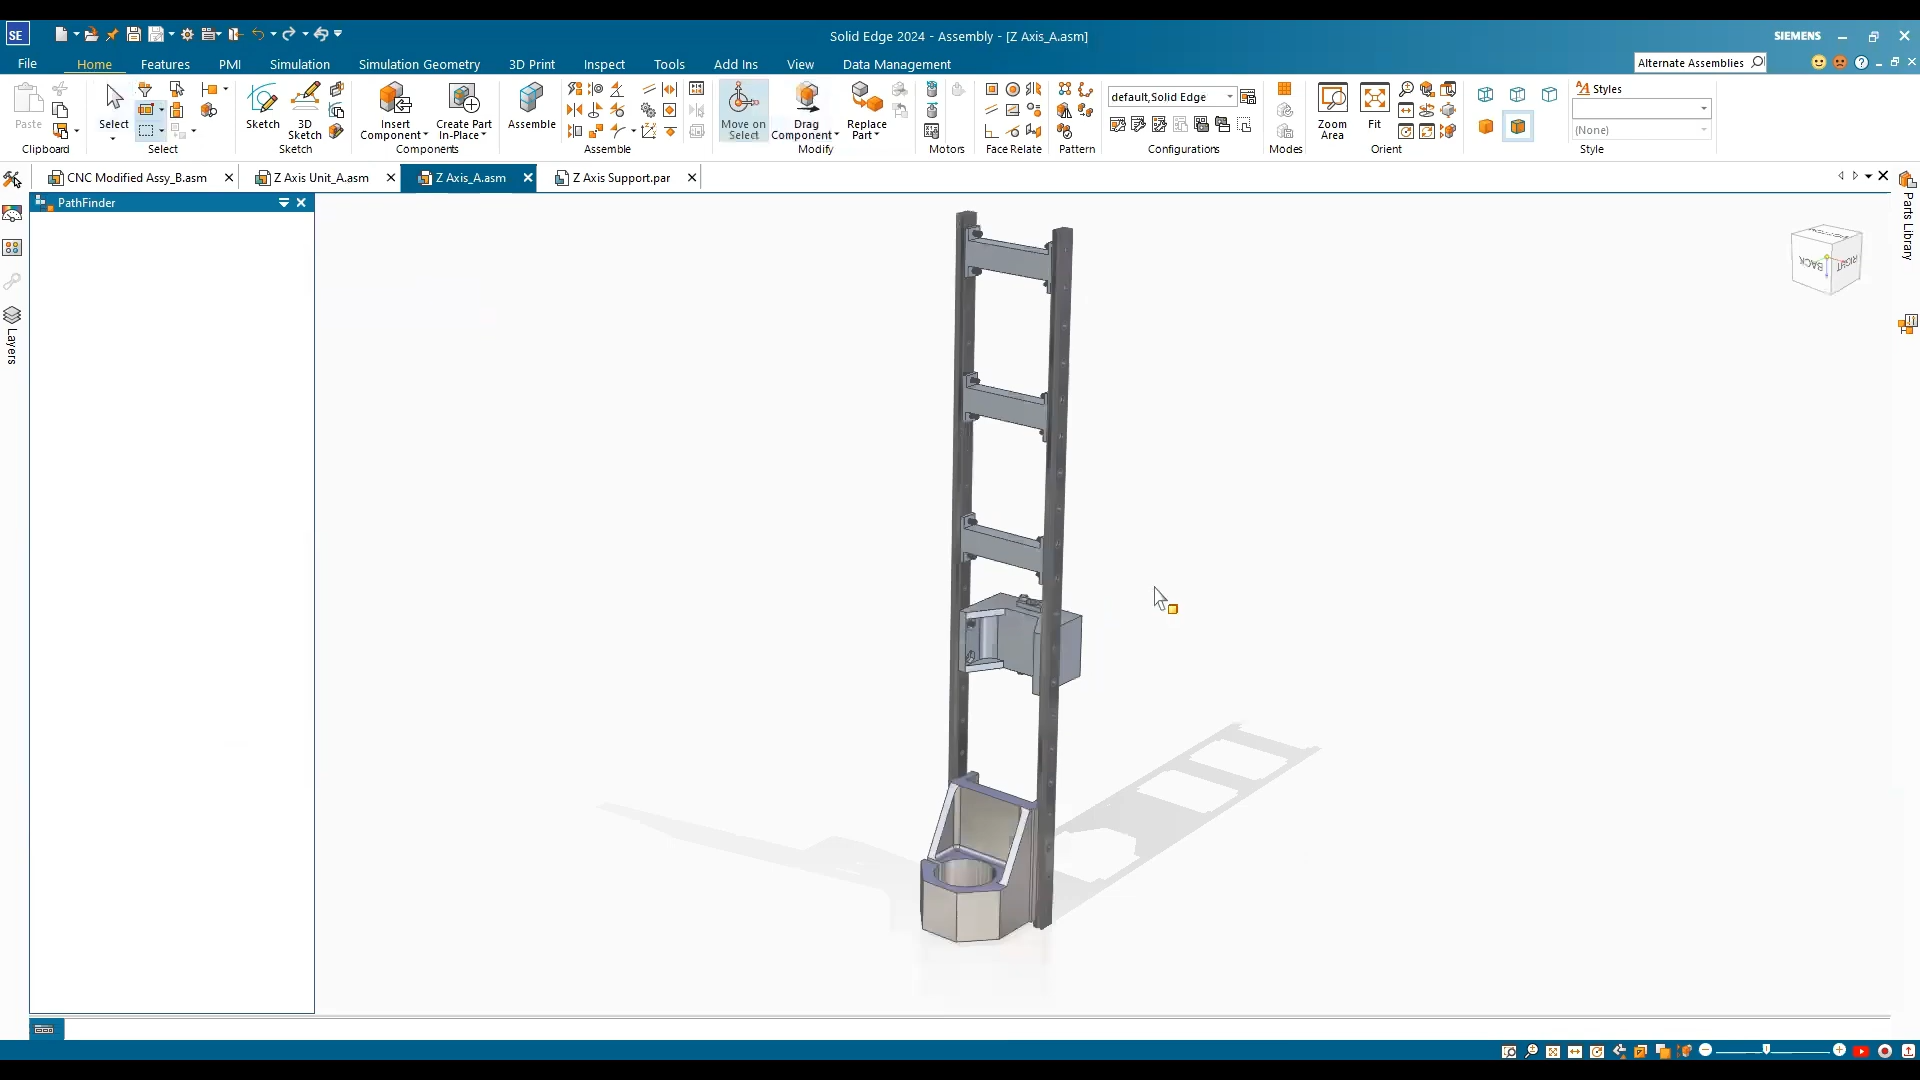 SE
Solid Edge 2024 - Assembly - [Z Axis_A.asm]
SIEMENS
File
Home
Features
PMI
Simulation
Simulation Geometry
3D Print
Inspect
Tools
Add Ins
View
Data Management
Alternate Assemblies
Paste
Clipboard
Select
Select
Sketch
3D
Sketch
Sketch
Insert
Component
Create Part
In-Place
Components
Assemble
Assemble
Move on
Select
Drag
Component
Replace
Part
Modify
Motors
Face Relate
Pattern
default,Solid Edge
Configurations
Modes
Zoom
Area
Fit
Orient
Styles
(None)
Style
CNC Modified Assy_B.asm
Z Axis Unit_A.asm
Z Axis_A.asm
Z Axis Support.par
PathFinder
Layers
Parts Library
BACK
RIGHT